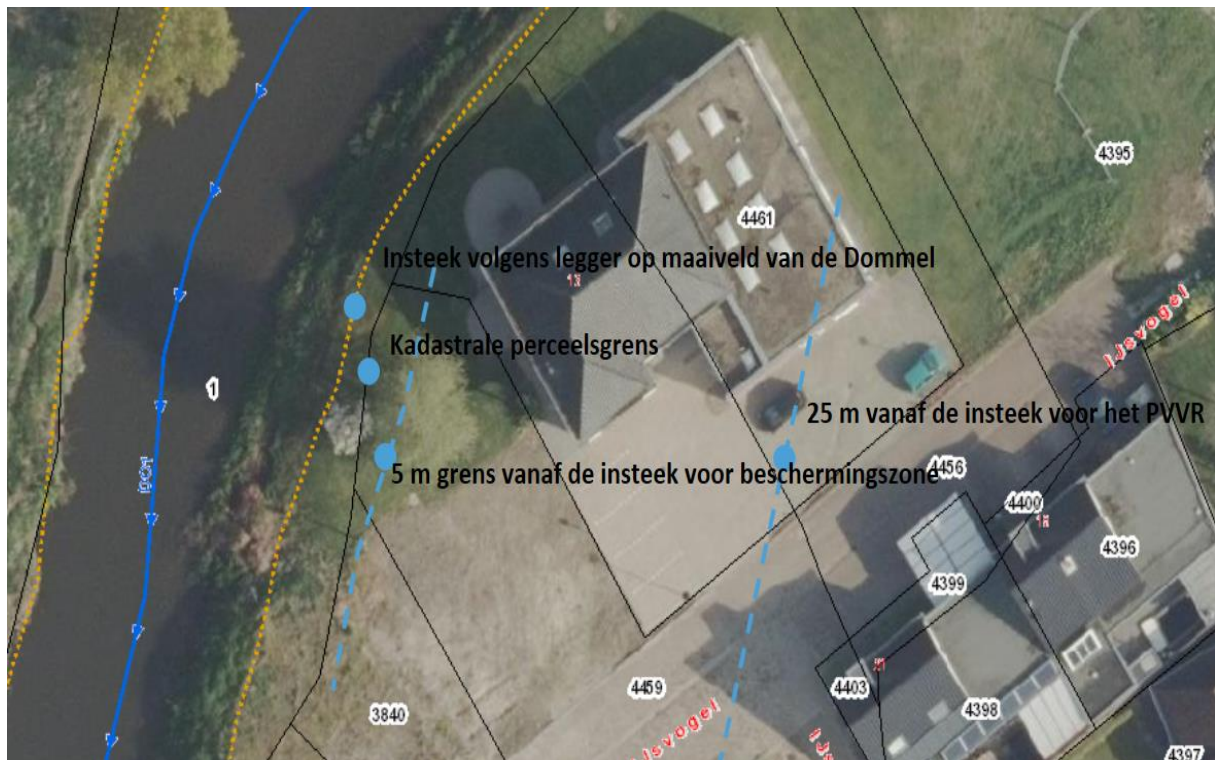 4395
4461
Insteek volgens legger op maaiveld van de Dommel
IJsvogel
Kadastrale perceelsgrens
1
25 m vanaf de insteek voor het PVVR
5 m grens vanaf de insteek voor beschermingszone
4456
4400
4396
4399
4459
4403
3840
4398
IJsvogel
4397